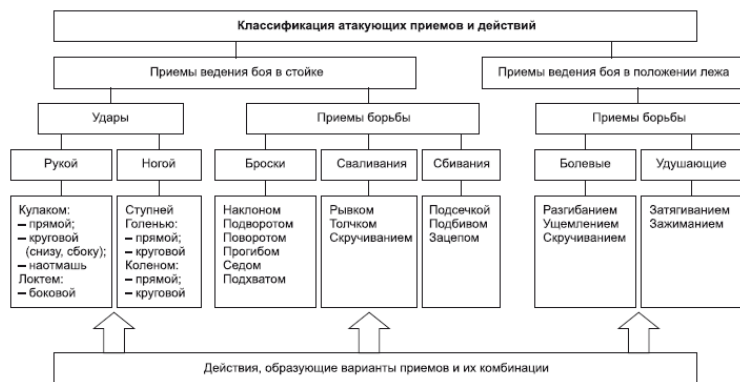 Классификация атакующих приемов и действий
Приемы ведения боя в стойке
Приемы ведения боя в положении лежа
Удары
Приемы борьбы
Приемы борьбы
Рукой
Ногой
Броски
Сваливания
Сбивания
Болевые
Удушающие
Кулаком:
– прямой;
– круговой
(снизу, сбоку);
– наотмашь
Локтем:
– боковой
Ступней
Голенью:
– прямой;
– круговой
Коленом:
– прямой;
– круговой
Наклоном
Подворотом
Поворотом
Прогибом
Седом
Подхватом
Рывком
Толчком
Скручиванием
Подсечкой
Подбивом
Зацепом
Разгибанием
Ущемлением
Скручиванием
Затягиванием
Зажиманием
Действия, образующие варианты приемов и их комбинации